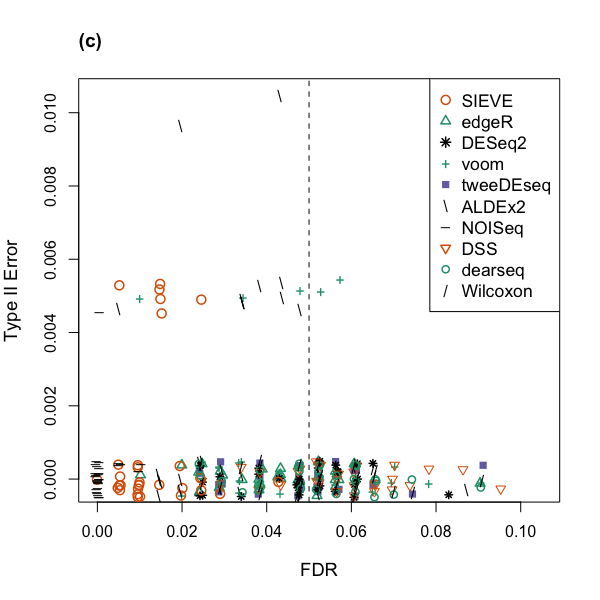 (c)
0.010
0.008
0.006
0.004
0.002
0.000
Type II Error
SIEVE
edgeR
DESeq2
voom
tweeDEseq
ALDEx2
NOISeq
DSS
dearseq
Wilcoxon
0.00 0.02 0.04 0.06 0.08 0.10
FDR